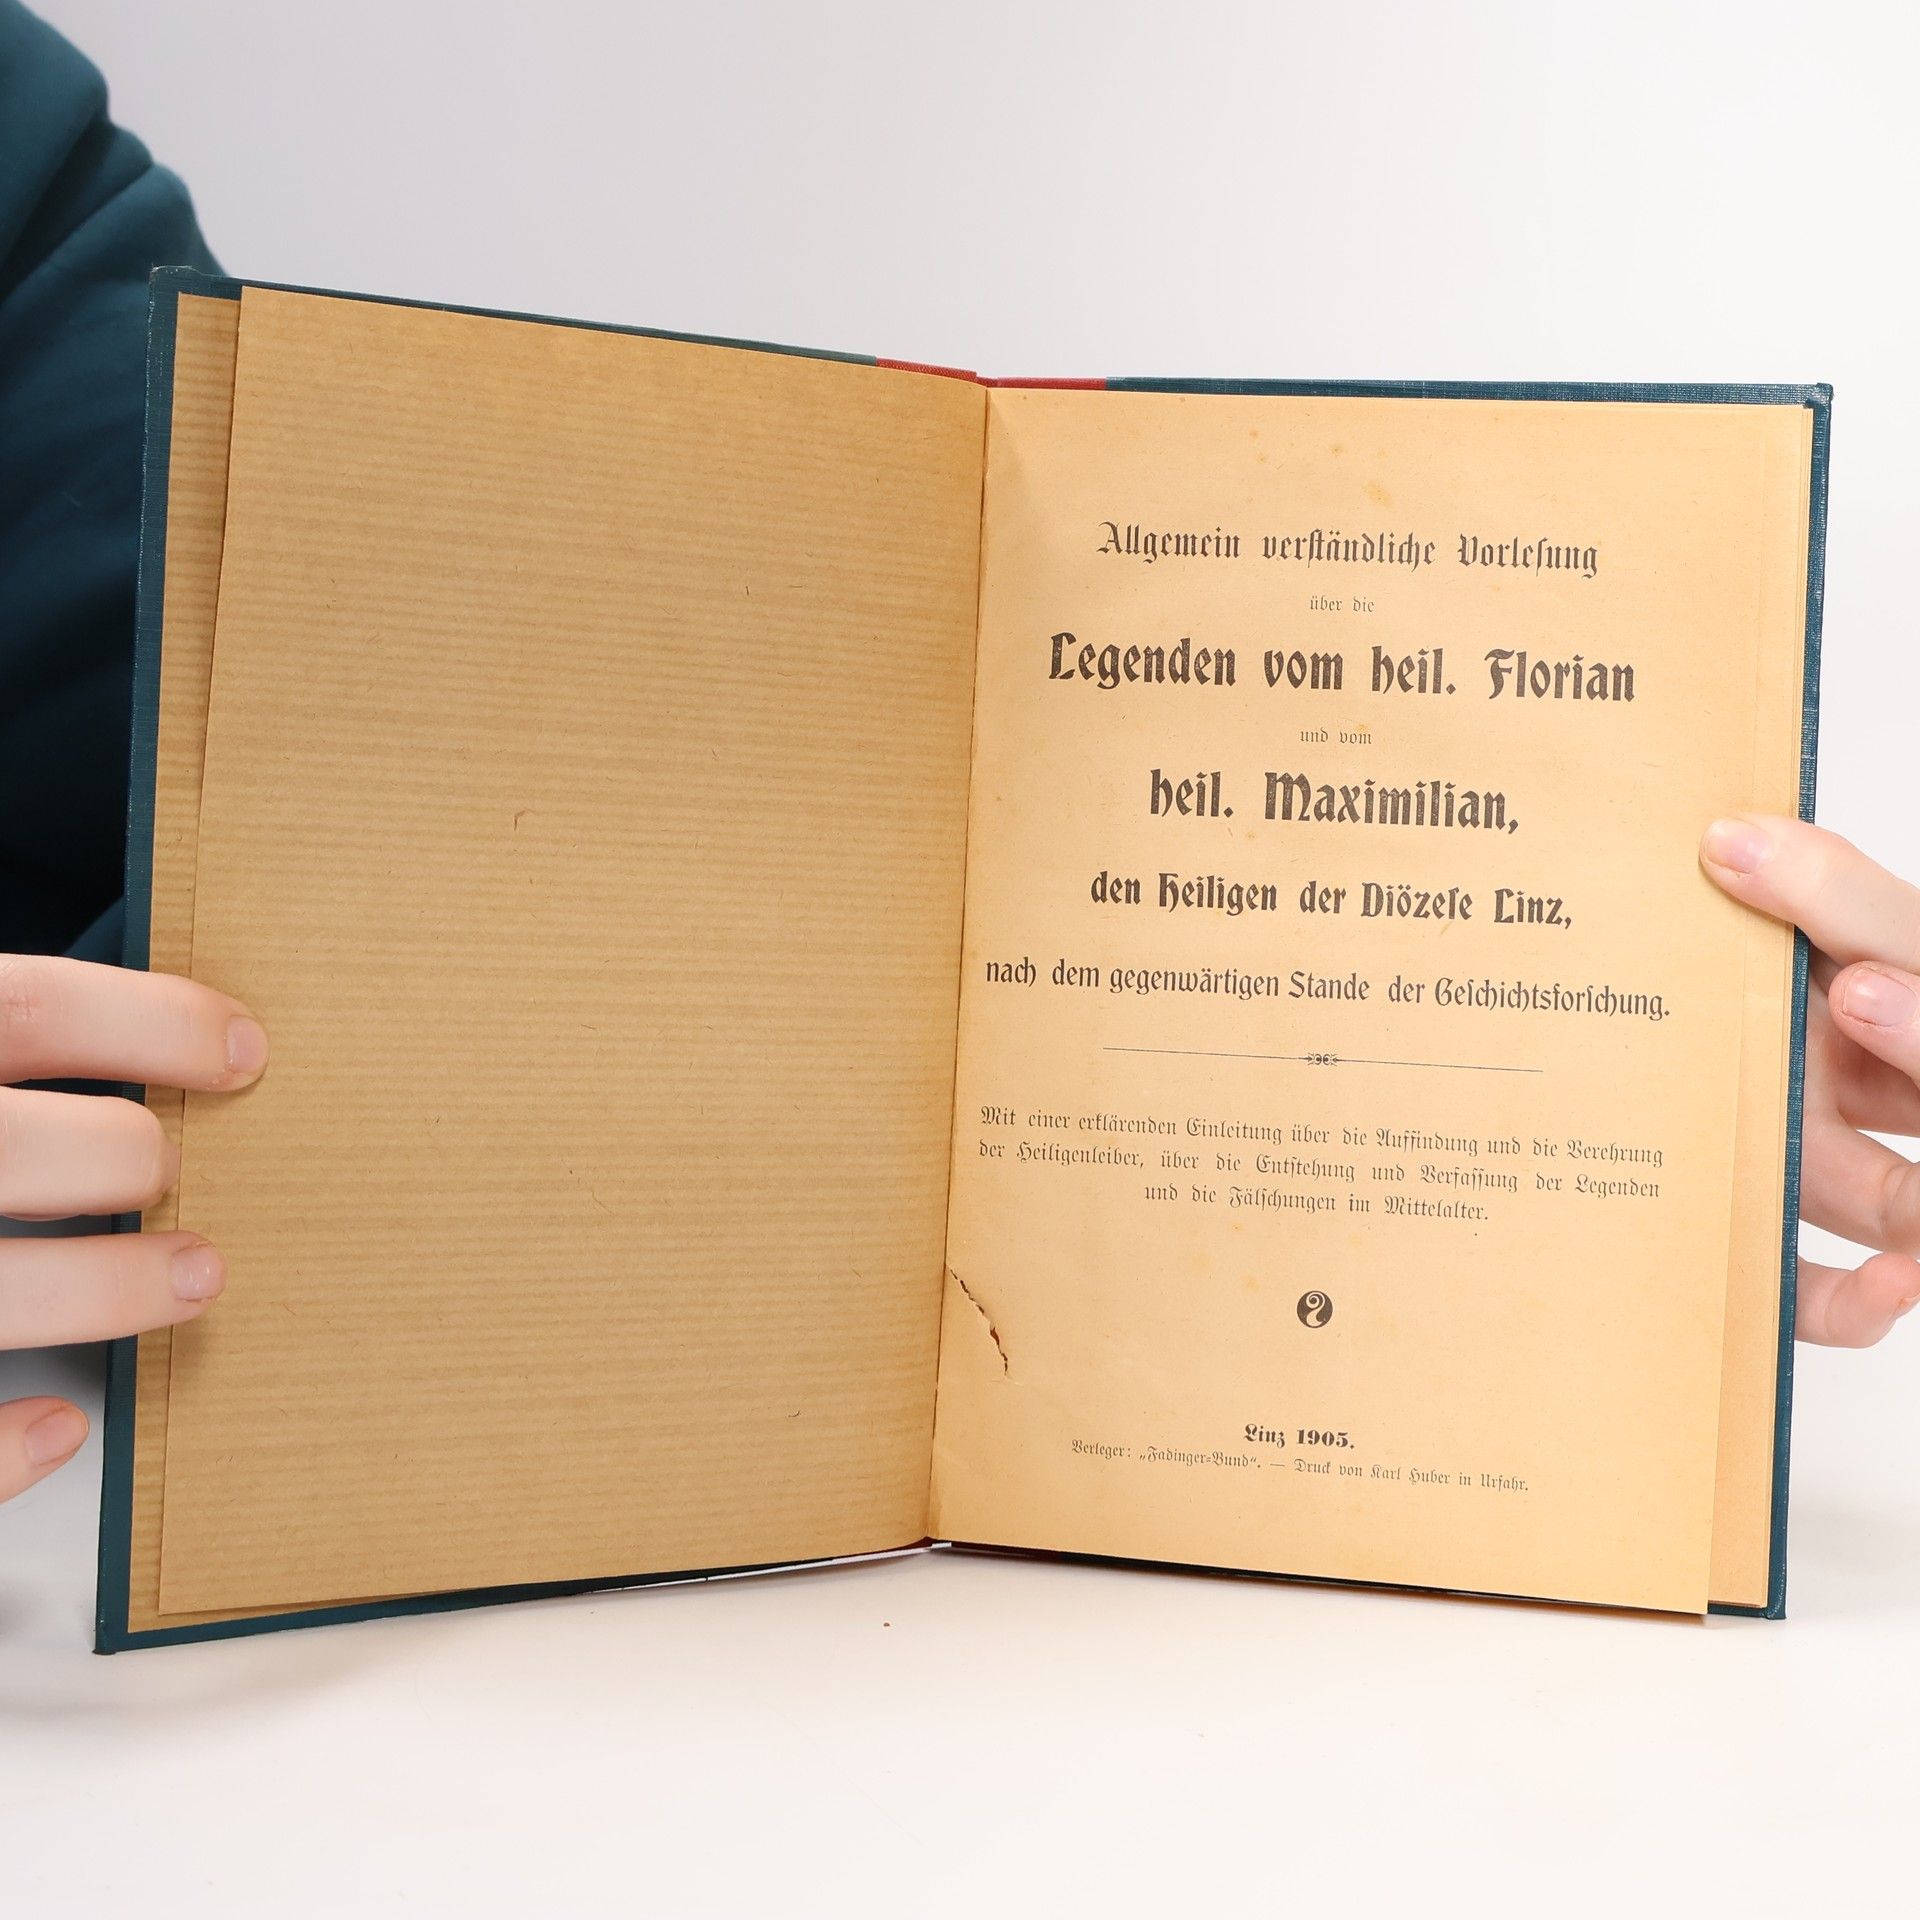 Allgemein verständliche Vorlesung
über die
Legenden vom heil. Florian
und vom
heil. Maximilian,
den Heiligen der Diözese Linz,
nach dem gegenwärtigen Stande der Geschichtsforschung.
Mit einer erklärenden Einleitung über die Auffindung und die Verehrung
der Heiligenleiber, über die Entstehung und Verfassung der Legenden
und die Fälschungen im Mittelalter.
Linz 1905.
Verleger: „Fadinger-Bund“. — Druck von Karl Huber in Urfahr.